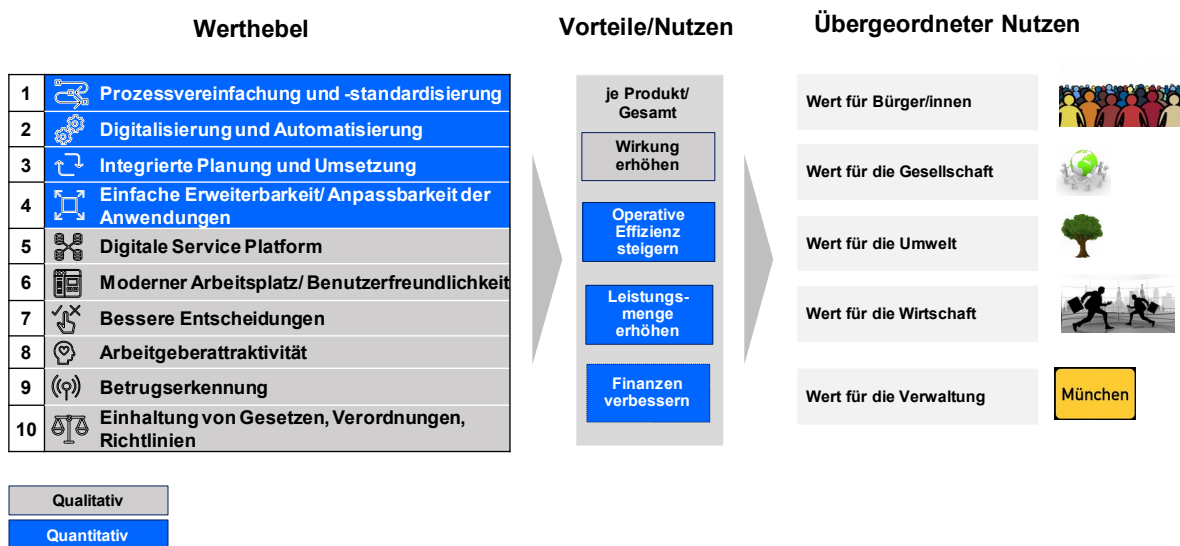 Werthebel
Vorteile/Nutzen
Übergeordneter Nutzen
1 Prozessvereinfachung und -standardisierung
2 Digitalisierung und Automatisierung
3 Integrierte Planung und Umsetzung
4 Einfache Erweiterbarkeit/ Anpassbarkeit der
Anwendungen
5 Digitale Service Platform
6 Moderner Arbeitsplatz/ Benutzerfreundlichkeit
7 Bessere Entscheidungen
8 Arbeitgeberattraktivität
9 Betrugserkennung
10 Einhaltung von Gesetzen, Verordnungen,
Richtlinien
je Produkt/
Gesamt
Wirkung
erhöhen
Operative
Effizienz
steigern
Leistungs-
menge
erhöhen
Finanzen
verbessern
Wert für Bürger/innen
Wert für die Gesellschaft
Wert für die Umwelt
Wert für die Wirtschaft
Wert für die Verwaltung
München
Qualitativ
Quantitativ